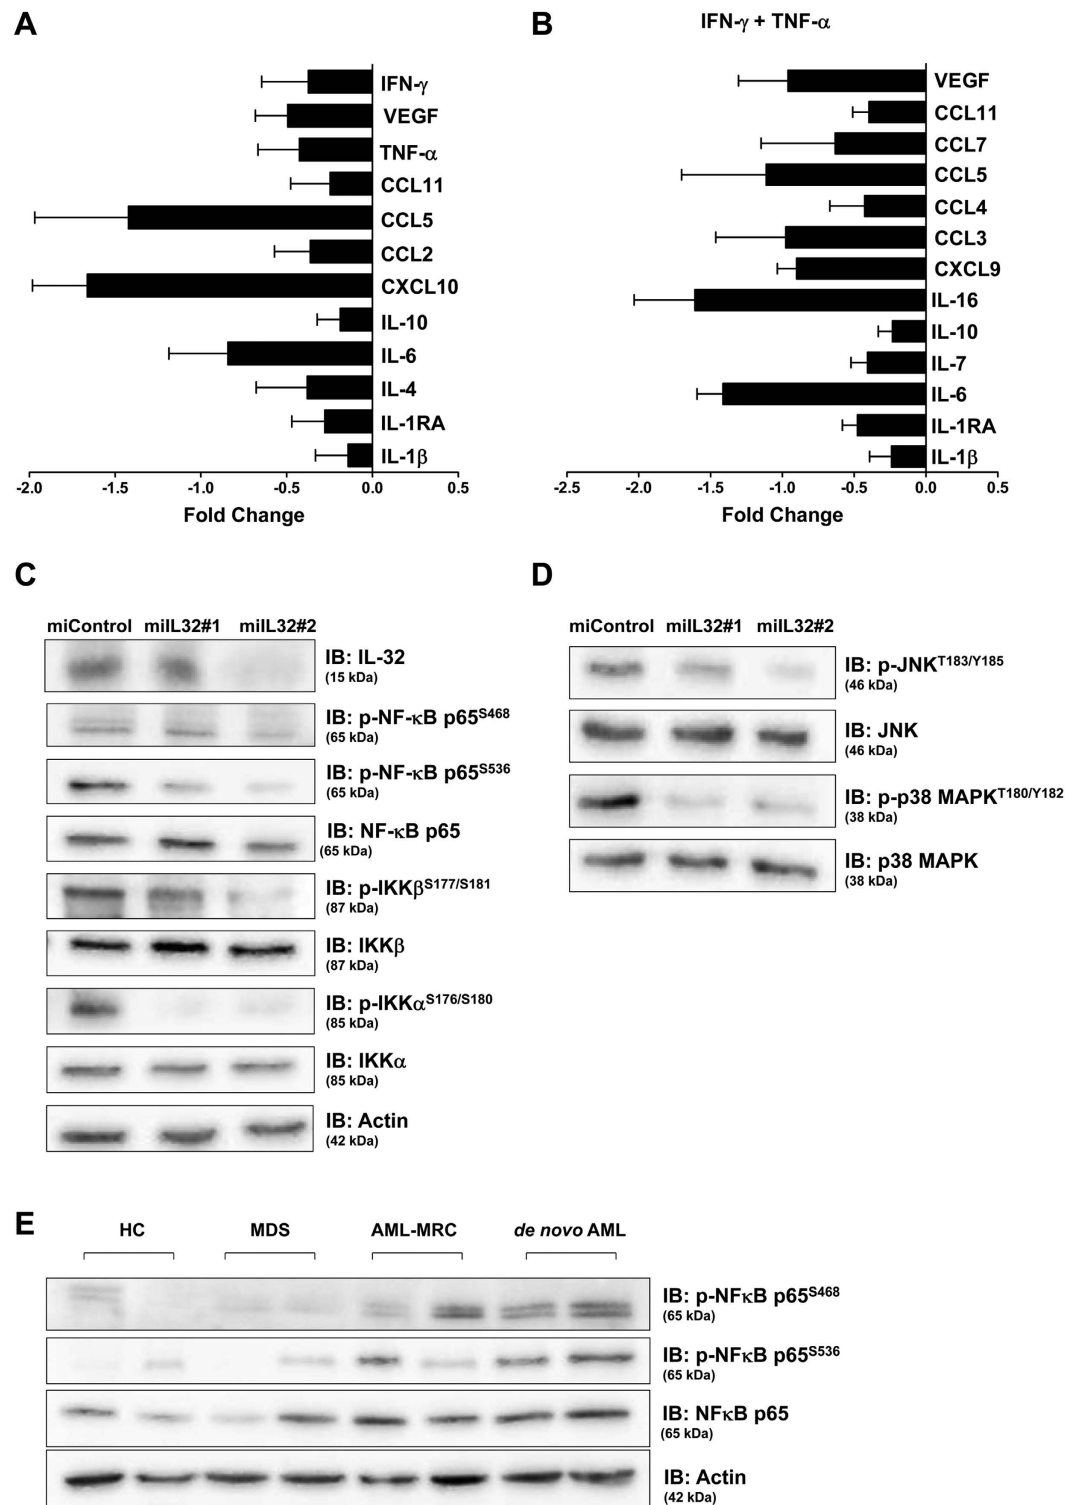 A
IFN-γ
VEGF
TNF-α
CCL11
CCL5
CCL2
CXCL10
IL-10
IL-6
IL-4
IL-1RA
IL-1β
-2.0 -1.5 -1.0 -0.5 0.0 0.5
Fold Change
B
IFN-γ + TNF-α
VEGF
CCL11
CCL7
CCL5
CCL4
CCL3
CXCL9
IL-16
IL-10
IL-7
IL-6
IL-1RA
IL-1β
-2.5 -2.0 -1.5 -1.0 -0.5 0.0 0.5
Fold Change
C
miControl miIL32#1 miIL32#2
IB: IL-32
(15 kDa)
IB: p-NF-κB p65S468
(65 kDa)
IB: p-NF-κB p65S536
(65 kDa)
IB: NF-κB p65
(65 kDa)
IB: p-IKKβS177/S181
(87 kDa)
IB: IKKβ
(87 kDa)
IB: p-IKKαS176/S180
(85 kDa)
IB: IKKα
(85 kDa)
IB: Actin
(42 kDa)
D
miControl miIL32#1 miIL32#2
IB: p-JNKT183/Y185
(46 kDa)
IB: JNK
(46 kDa)
IB: p-p38 MAPKT180/Y182
(38 kDa)
IB: p38 MAPK
(38 kDa)
E
HC MDS AML-MRC de novo AML
IB: p-NFκB p65S468
(65 kDa)
IB: p-NFκB p65S536
(65 kDa)
IB: NFκB p65
(65 kDa)
IB: Actin
(42 kDa)